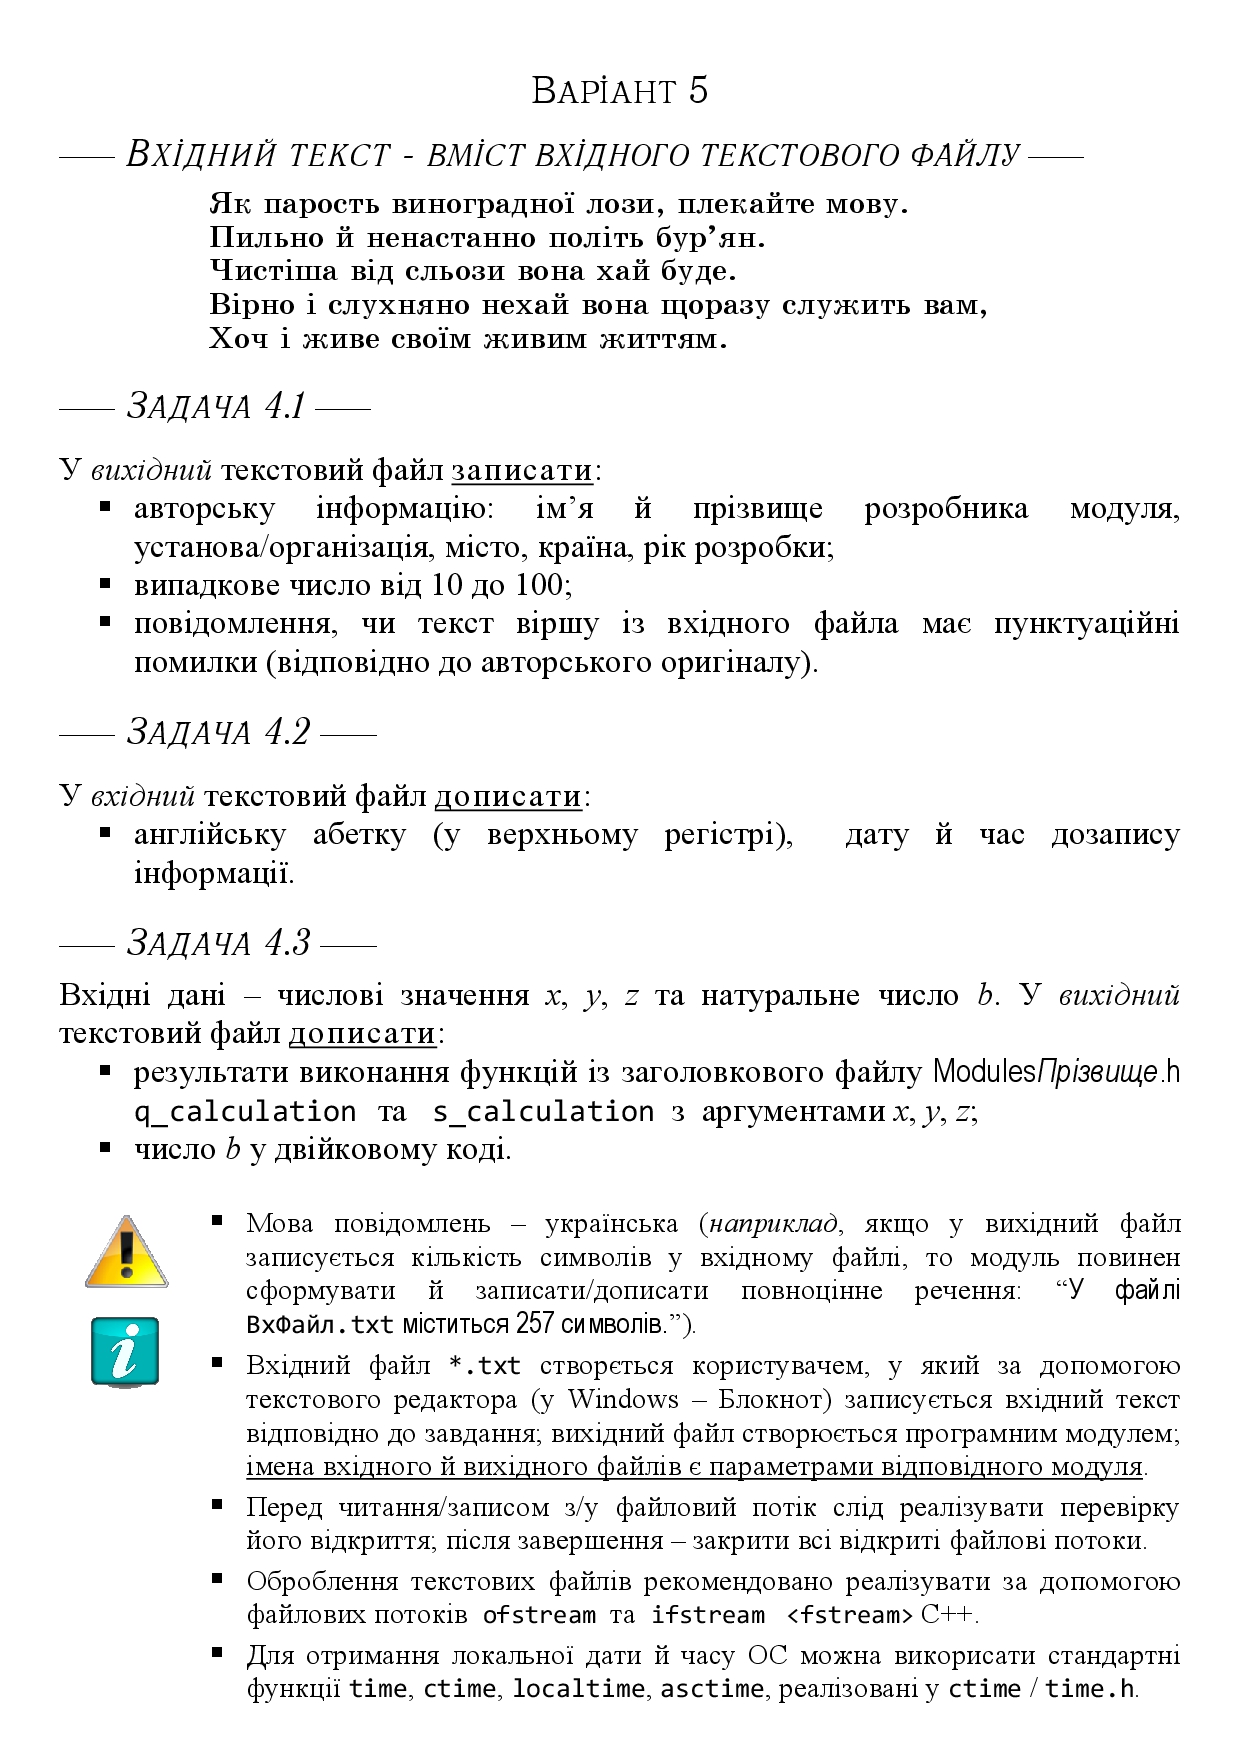 ВАРІАНТ 5
ВХІДНИЙ ТЕКСТ - ВМІСТ ВХІДНОГО ТЕКСТОВОГО ФАЙЛУ
Як парость виноградної лози, плекайте мову.
Пильно й ненастанно політь бур’ян.
Чистіша від сльози вона хай буде.
Вірно і слухняно нехай вона щоразу служить вам,
Хоч і живе своїм живим життям.
ЗАДАЧА 4.1
У вихідний текстовий файл записати:
▪ авторську інформацію: ім’я й прізвище розробника модуля,
установа/організація, місто, країна, рік розробки;
▪ випадкове число від 10 до 100;
▪ повідомлення, чи текст віршу із вхідного файла має пунктуаційні
помилки (відповідно до авторського оригіналу).
ЗАДАЧА 4.2
У вхідний текстовий файл дописати:
▪ англійську абетку (у верхньому регістрі), дату й час дозапису
інформації.
ЗАДАЧА 4.3
Вхідні дані – числові значення x, y, z та натуральне число b. У вихідний
текстовий файл дописати:
▪ результати виконання функцій із заголовкового файлу ModulesПрізвище.h
q_calculation та s_calculation з аргументами x, y, z;
▪ число b у двійковому коді.
▪ Мова повідомлень – українська (наприклад, якщо у вихідний файл
записується кількість символів у вхідному файлі, то модуль повинен
сформувати й записати/дописати повноцінне речення: “У файлі
ВхФайл.txt міститься 257 символів.”).
▪ Вхідний файл *.txt створється користувачем, у який за допомогою
текстового редактора (у Windows – Блокнот) записується вхідний текст
відповідно до завдання; вихідний файл створюється програмним модулем;
імена вхідного й вихідного файлів є параметрами відповідного модуля.
▪ Перед читання/записом з/у файловий потік слід реалізувати перевірку
його відкриття; після завершення – закрити всі відкриті файлові потоки.
▪ Оброблення текстових файлів рекомендовано реалізувати за допомогою
файлових потоків ofstream та ifstream <fstream> C++.
▪ Для отримання локальної дати й часу ОС можна використати стандартні
функції time, ctime, localtime, asctime, реалізовані у ctime / time.h.